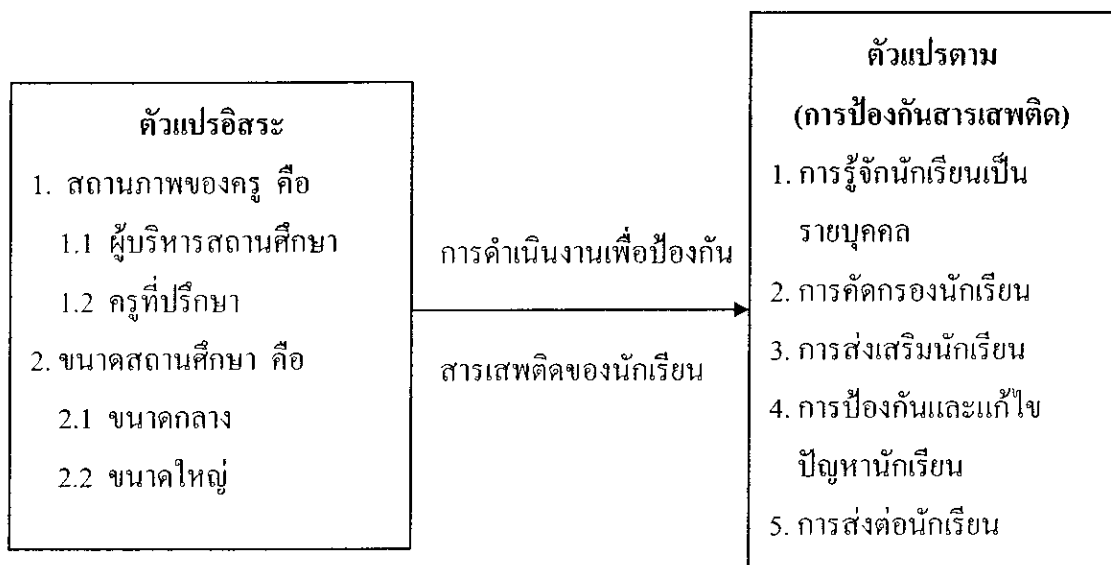 ตัวแปรอิสระ
1. สถานภาพของครู คือ
1.1 ผู้บริหารสถานศึกษา
1.2 ครูที่ปรึกษา
2. ขนาดสถานศึกษา คือ
2.1 ขนาดกลาง
2.2 ขนาดใหญ่
การดำเนินงานเพื่อป้องกัน
สารเสพติดของนักเรียน
ตัวแปรตาม
(การป้องกันสารเสพติด)
1. การรู้จักนักเรียนเป็น
รายบุคคล
2. การคัดกรองนักเรียน
3. การส่งเสริมนักเรียน
4. การป้องกันและแก้ไข
ปัญหานักเรียน
5. การส่งต่อนักเรียน